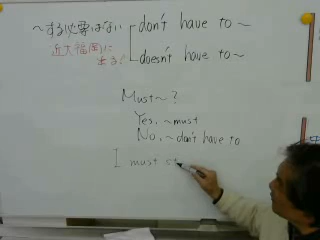 ～する必要はない don't have to ～
近大福岡に
出る! doesn't have to ～
Must～?
Yes, ～must
No, ～don't have to
I must st